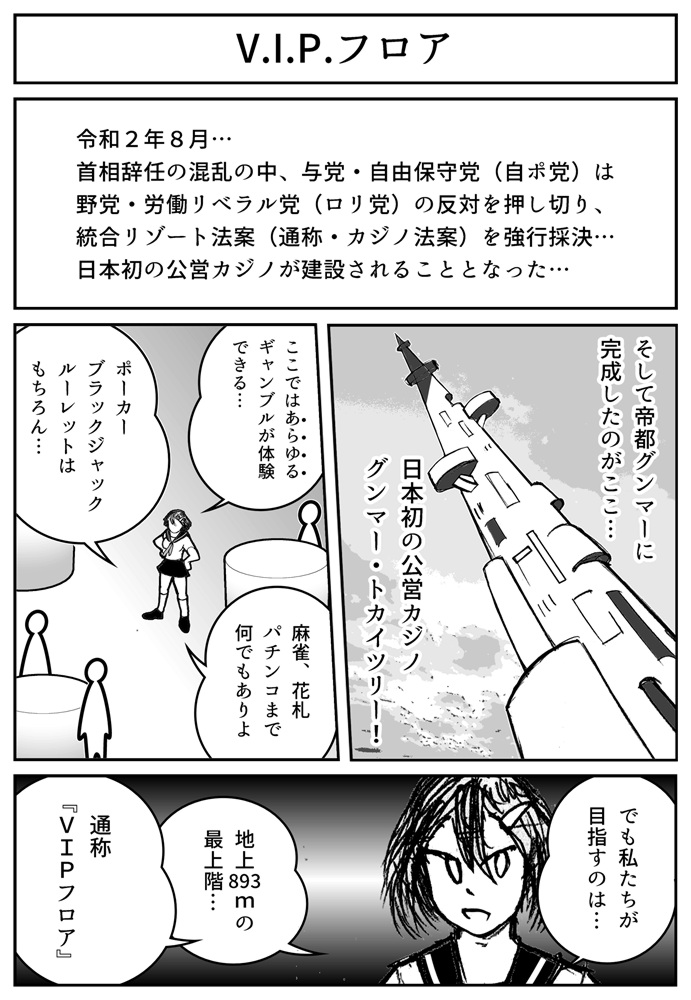 V.I.P.フロア
令和２年８月…
首相辞任の混乱の中、与党・自由保守党（自ポ党）は
野党・労働リベラル党（ロリ党）の反対を押し切り、
統合リゾート法案（通称・カジノ法案）を強行採決…
日本初の公営カジノが建設されることとなった…
そして帝都グンマーに
完成したのがここ…
日本初の公営カジノ
グンマー・トカイツリー！
ここではあらゆる
ギャンブルが体験
できる…
ポーカー
ブラックジャック
ルーレットは
もちろん…
麻雀、花札
パチンコまで
何でもありよ
でも私たちが
目指すのは…
地上893ｍの
最上階…
通称
『ＶＩＰフロア』